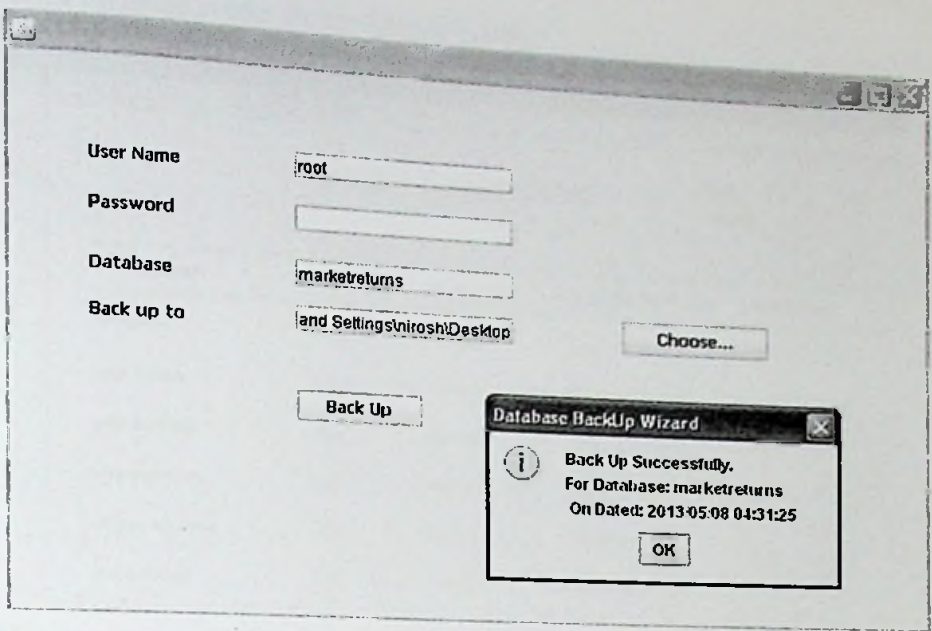 User Name
root
Password
Database
marketreturns
Back up to
and Settings\nirosh\Desktop
Choose...
Back Up
Database BackUp Wizard
Back Up Successfully.
For Database: marketreturns
On Dated: 2013:05:08 04:31:25
OK